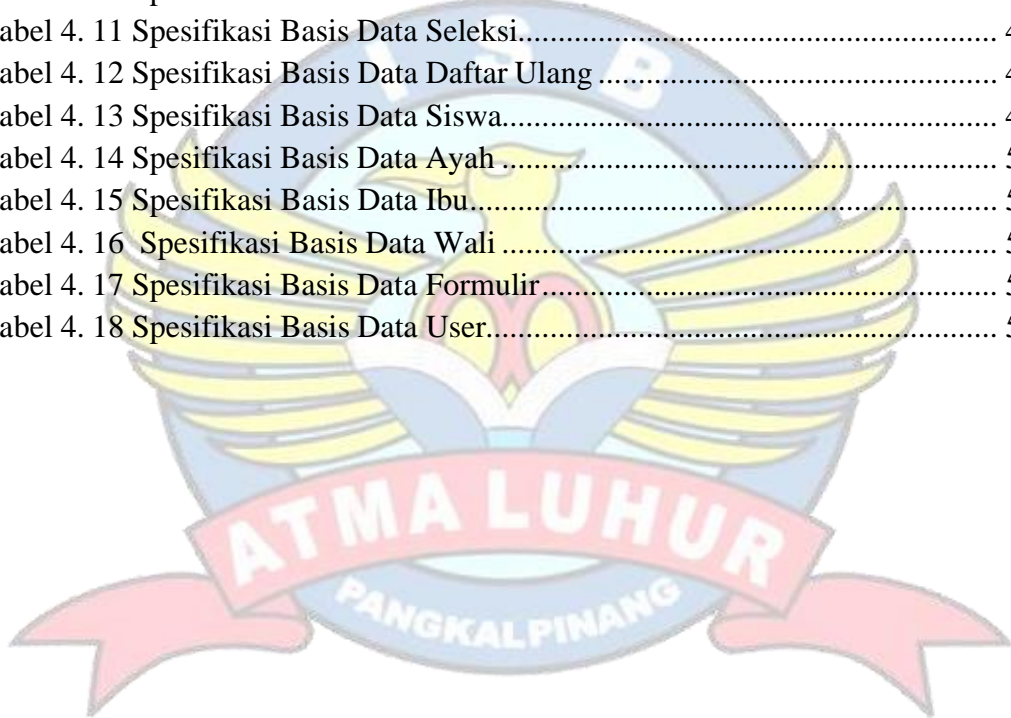 abel 4. 11 Spesifikasi Basis Data Seleksi............................................................ 4
abel 4. 12 Spesifikasi Basis Data Daftar Ulang .................................................. 4
abel 4. 13 Spesifikasi Basis Data Siswa.............................................................. 4
abel 4. 14 Spesifikasi Basis Data Ayah .............................................................. 5
abel 4. 15 Spesifikasi Basis Data Ibu.................................................................. 5
abel 4. 16  Spesifikasi Basis Data Wali .............................................................. 5
abel 4. 17 Spesifikasi Basis Data Formulir......................................................... 5
abel 4. 18 Spesifikasi Basis Data User................................................................ 5
I S B
ATMA LUHUR
PANGKALPINANG